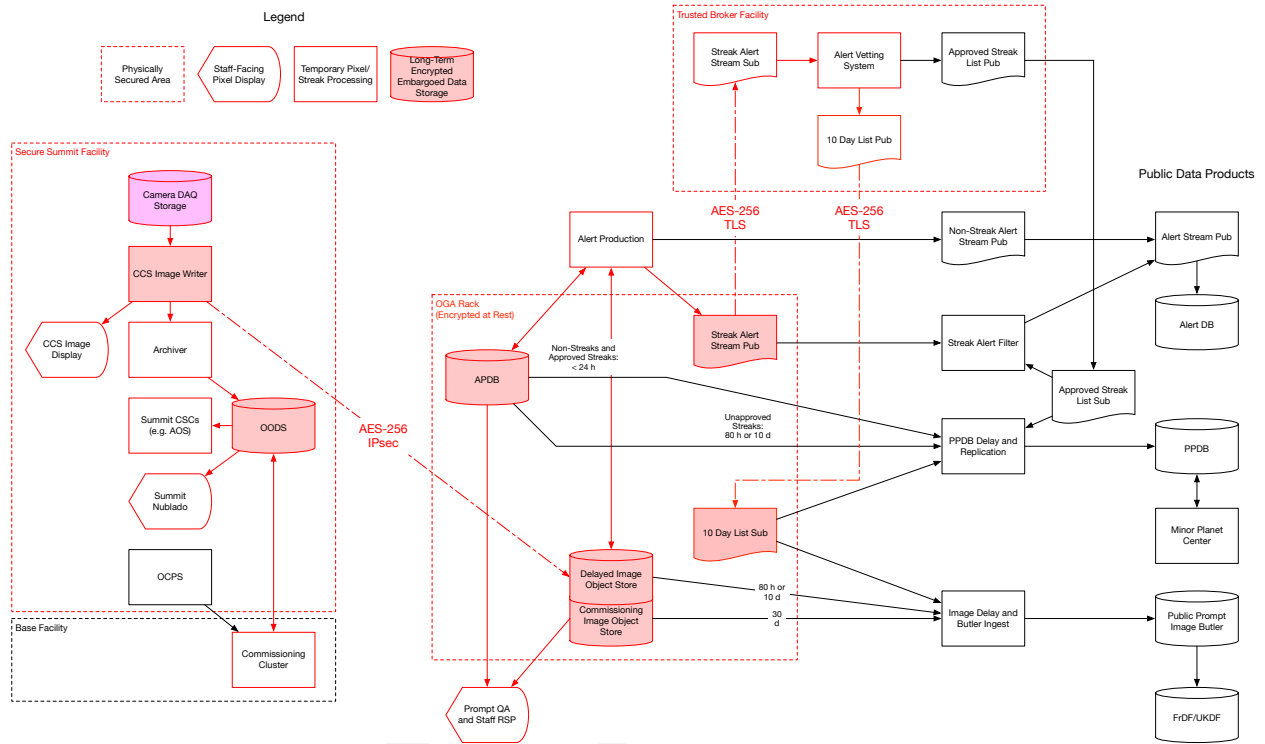 Legend
Physically
Secured Area
Staff-Facing
Pixel Display
Temporary Pixel/
Streak Processing
Long-Term
Encrypted
Embargoed Data
Storage
Trusted Broker Facility
Streak Alert
Stream Sub
Alert Vetting
System
Approved Streak
List Pub
10 Day List Pub
Secure Summit Facility
Camera DAQ
Storage
CCS Image Writer
CCS Image
Display
Archiver
Summit CSCs
(e.g. AOS)
OODS
Summit
Nublado
OCPS
Base Facility
Commissioning
Cluster
AES-256
IPsec
AES-256
TLS
AES-256
TLS
Alert Production
OGA Rack
(Encrypted at Rest)
Non-Streaks and
Approved Streaks:
< 24 h
Streak Alert
Stream Pub
APDB
Unapproved
Streaks:
80 h or 10 d
10 Day List Sub
Delayed Image
Object Store
Commissioning
Image Object
Store
80 h or
10 d
30
d
Prompt QA
and Staff RSP
Public Data Products
Non-Streak Alert
Stream Pub
Alert Stream Pub
Alert DB
Streak Alert Filter
Approved Streak
List Sub
PPDB Delay and
Replication
PPDB
Minor Planet
Center
Image Delay and
Butler Ingest
Public Prompt
Image Butler
FrDF/UKDF